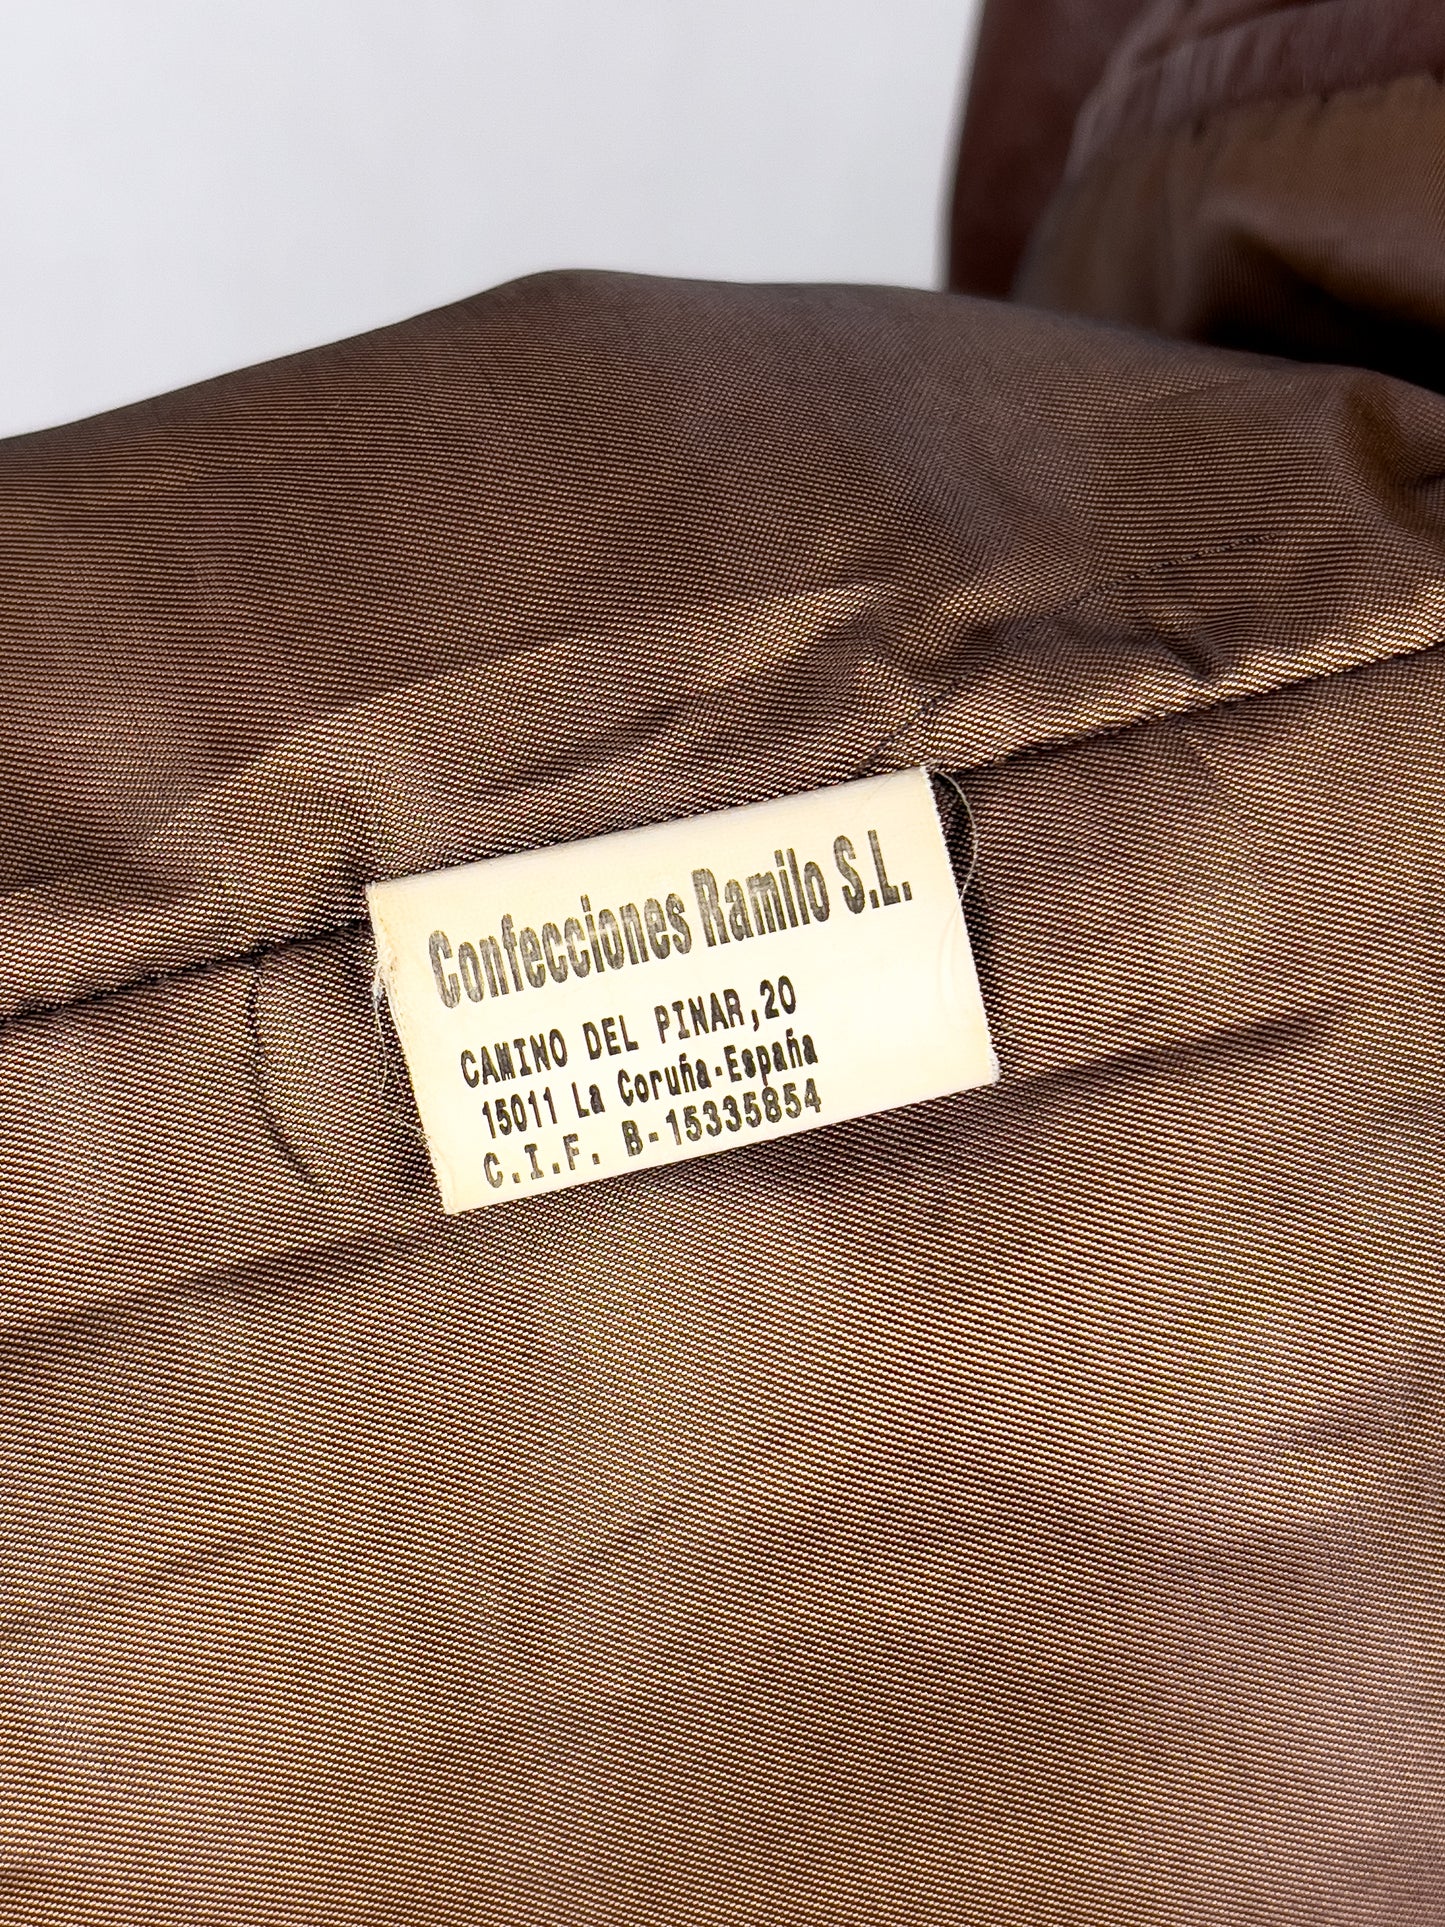 Confecciones Ramilo S.L.
CAMINO DEL PINAR,20
15011 La Coruña-España
C.I.F. B-15335854